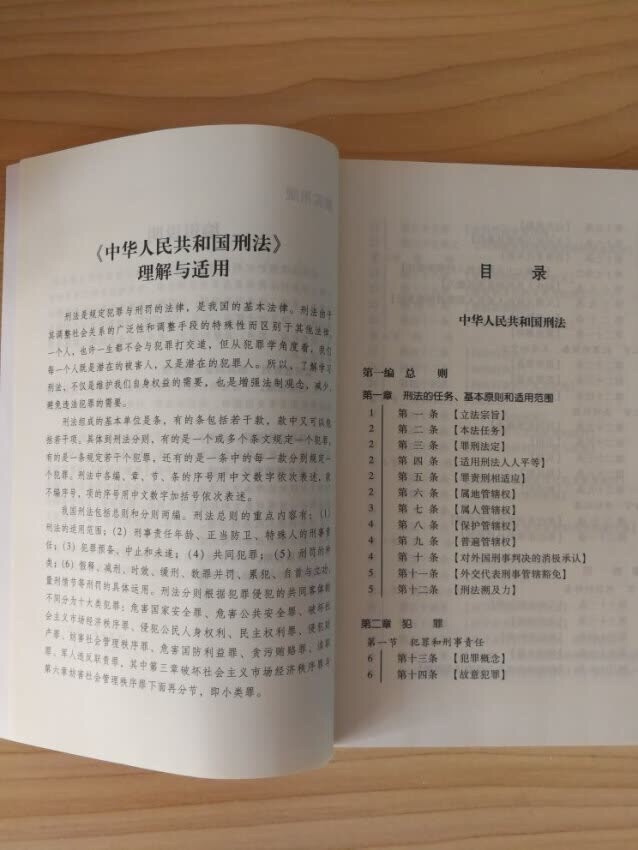 《中华人民共和国刑法》
理解与适用
刑法是规定犯罪与刑罚的法律，是我国的基本法律。刑法由于
其调整社会关系的广泛性和调整手段的特殊性而区别于其他法律。
一个人，也许一生都不会与犯罪打交道，但从犯罪学角度看，我们
每一个人既是潜在的被害人，又是潜在的犯罪人。所以，了解学习
刑法，不仅是维护我们自身权益的需要，也是增强法制观念，减少、
避免违法犯罪的需要。
刑法组成的基本单位是条，有的条包括若干款，款中又可以包
括若干项。具体到刑法分则，有的是一个或多个条文规定一个犯罪，
有的是一条规定若干个犯罪，还有的是一条中的每一款分别规定一
个犯罪。刑法中各编、章、节、条的序号用中文数字依次表述，款
不编序号，项的序号用中文数字加括号依次表述。
我国刑法包括总则和分则两编。刑法总则的重点内容有：（1）
刑法的适用范围；（2）刑事责任年龄、正当防卫、特殊人的刑事责
任；（3）犯罪预备、中止和未遂；（4）共同犯罪；（5）刑罚的种
类；（6）假释、减刑、时效、缓刑、数罪并罚、累犯、自首与立功、
量刑情节等刑罚的具体运用。刑法分则根据犯罪侵犯的共同客体的
不同分为十大类犯罪：危害国家安全罪、危害公共安全罪、破坏社
会主义市场经济秩序罪、侵犯公民人身权利、民主权利罪、侵犯财
产罪、妨害社会管理秩序罪、危害国防利益罪、贪污贿赂罪、渎职
罪、军人违反职责罪，其中第三章破坏社会主义市场经济秩序罪与
第六章妨害社会管理秩序罪下面再分节，即小类罪。
目 录
中华人民共和国刑法
第一编 总 则
第一章 刑法的任务、基本原则和适用范围
1 第一条 【立法宗旨】
2 第二条 【本法任务】
2 第三条 【罪刑法定】
2 第四条 【适用刑法人人平等】
2 第五条 【罪责刑相适应】
2 第六条 【属地管辖权】
3 第七条 【属人管辖权】
4 第八条 【保护管辖权】
4 第九条 【普遍管辖权】
4 第十条 【对外国刑事判决的消极承认】
5 第十一条 【外交代表刑事管辖豁免】
5 第十二条 【刑法溯及力】
第二章 犯 罪
第一节 犯罪和刑事责任
6 第十三条 【犯罪概念】
6 第十四条 【故意犯罪】